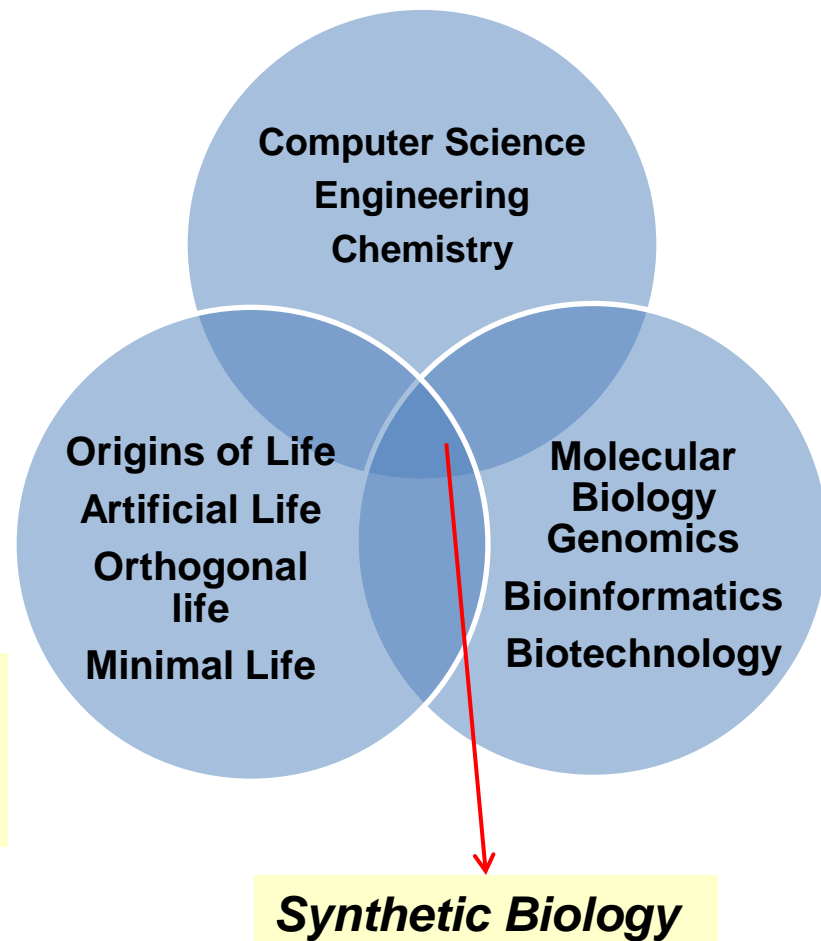 Computer Science
Engineering
Chemistry
Origins of Life
Artificial Life
Orthogonal
life
Minimal Life
Molecular
Biology
Genomics
Bioinformatics
Biotechnology
Synthetic Biology